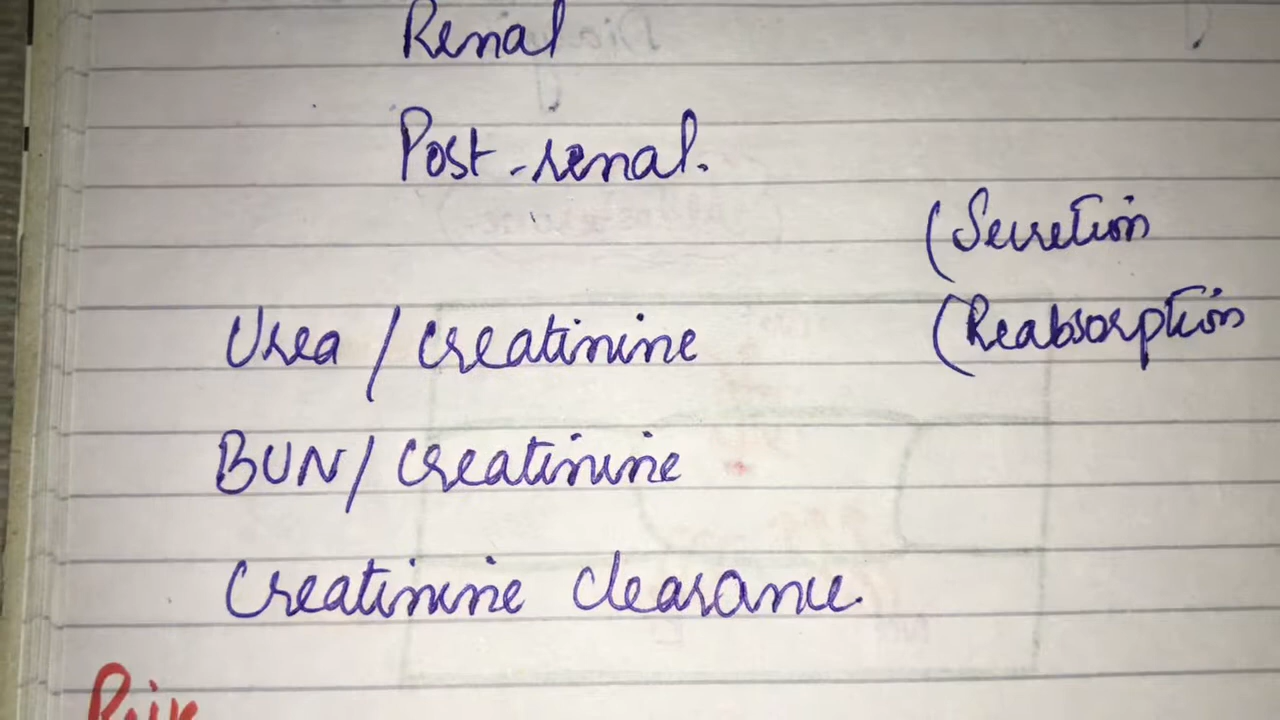 Renal
Post-renal.
(Secretion
Urea / Creatinine
(Reabsorption
BUN / Creatinine
Creatinine Clearance.